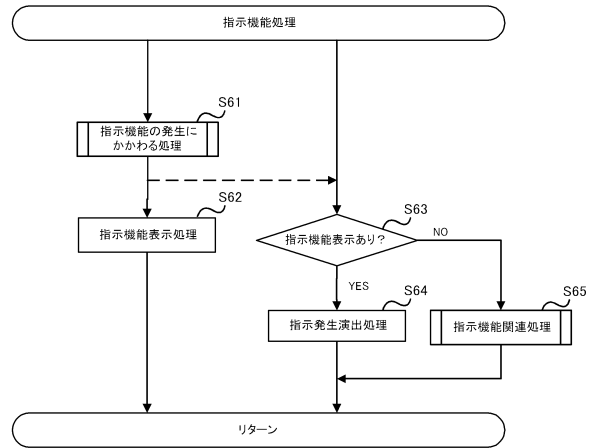 指示機能処理
S61
指示機能の発生に
かかわる処理
S62
指示機能表示処理
S63
指示機能表示あり？
NO
YES
S64
指示発生演出処理
S65
指示機能関連処理
リターン